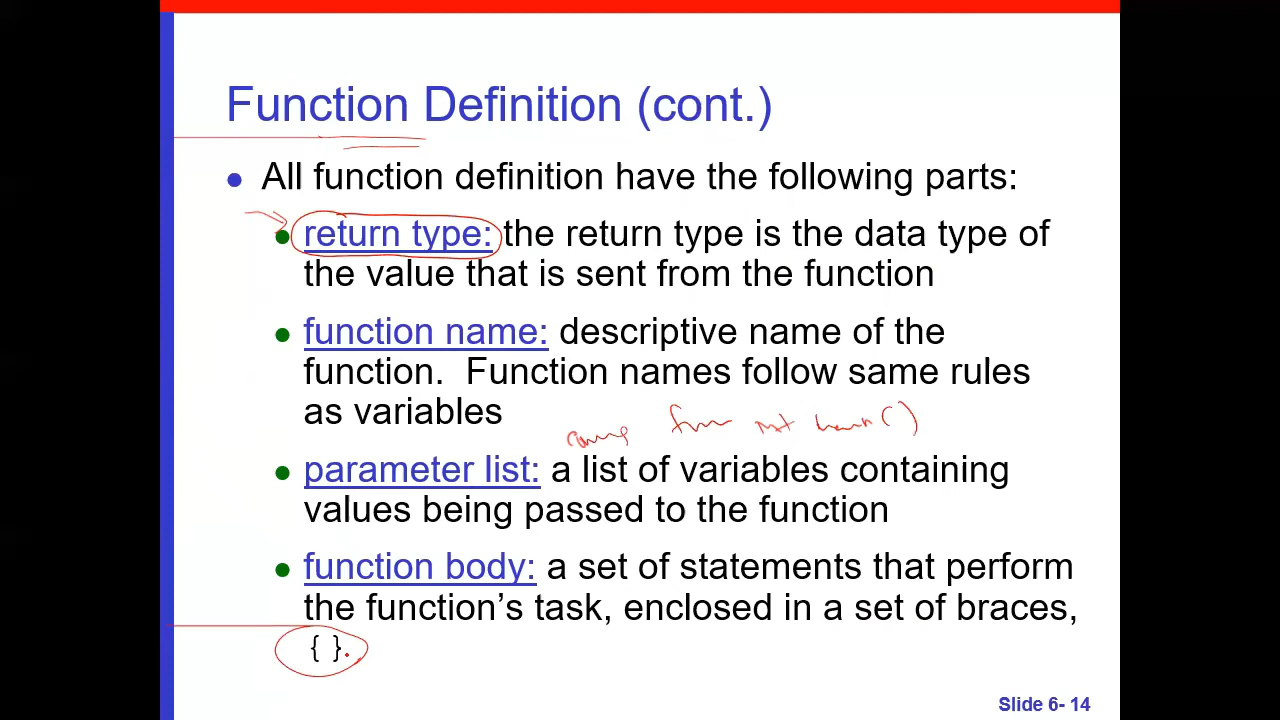 Function Definition (cont.)
All function definition have the following parts:
return type: the return type is the data type of
the value that is sent from the function
function name: descriptive name of the
function. Function names follow same rules
as variables
parameter list: a list of variables containing
values being passed to the function
function body: a set of statements that perform
the function’s task, enclosed in a set of braces,
{ }.
Slide 6- 14